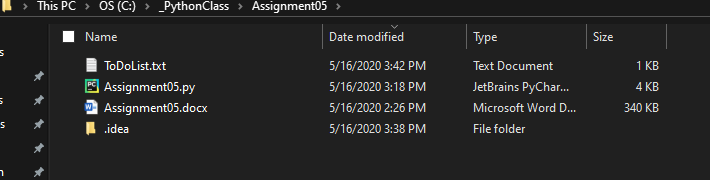 This PC > OS (C:) > _PythonClass > Assignment05 >
Name Date modified Type Size
ToDoList.txt 5/16/2020 3:42 PM Text Document 1 KB
Assignment05.py 5/16/2020 3:18 PM JetBrains PyChar... 4 KB
Assignment05.docx 5/16/2020 2:26 PM Microsoft Word D... 340 KB
.idea 5/16/2020 3:38 PM File folder